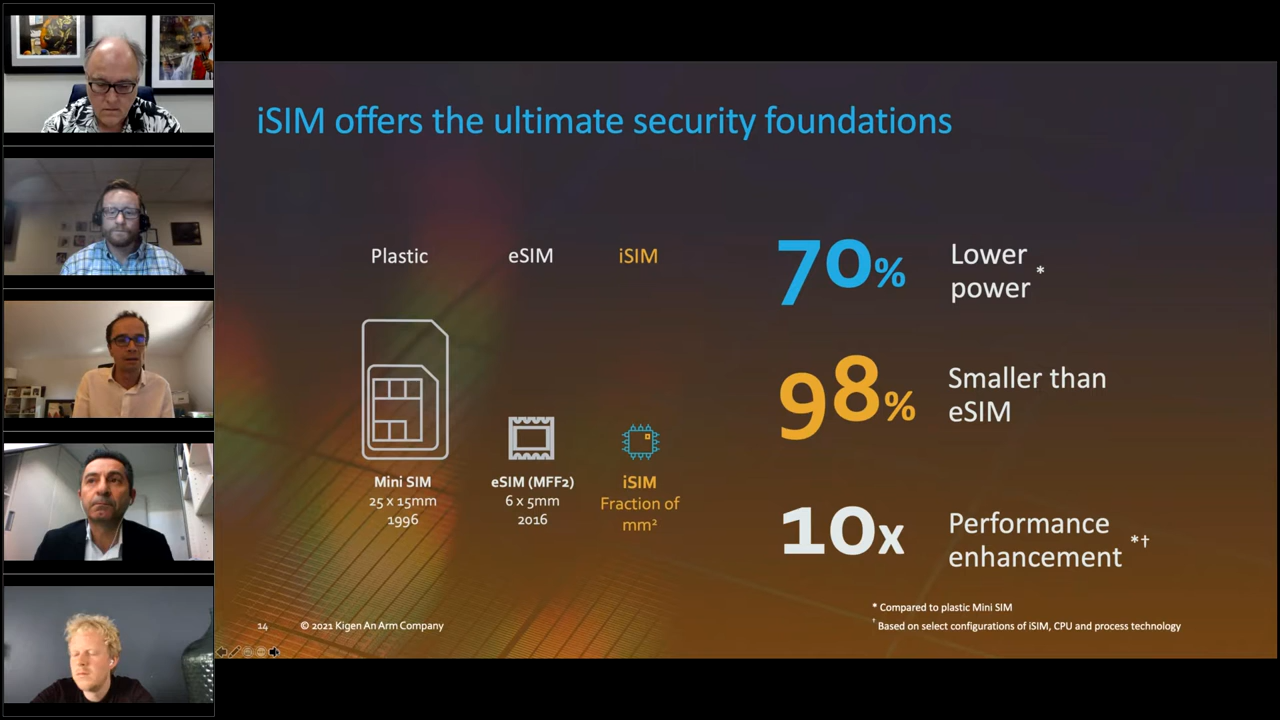 iSIM offers the ultimate security foundations
Plastic
eSIM
iSIM
Mini SIM
25 x 15mm
1996
eSIM (MFF2)
6 x 5mm
2016
iSIM
Fraction of
mm²
70%
Lower
power *
98%
Smaller than
eSIM
10x
Performance
enhancement *†
* Compared to plastic Mini SIM
† Based on select configurations of iSIM, CPU and process technology
14
© 2021 Kigen An Arm Company